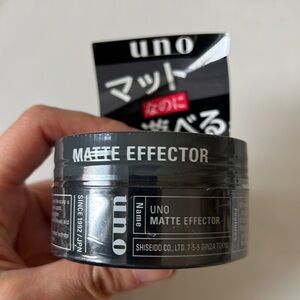 uno
マット
なのに
遊べる
MATTE EFFECTOR
SINCE 1992 / JPN
uno
Name
UNO
MATTE EFFECTOR
SHISEIDO CO., LTD. 7-5-5 GINZA TOKYO